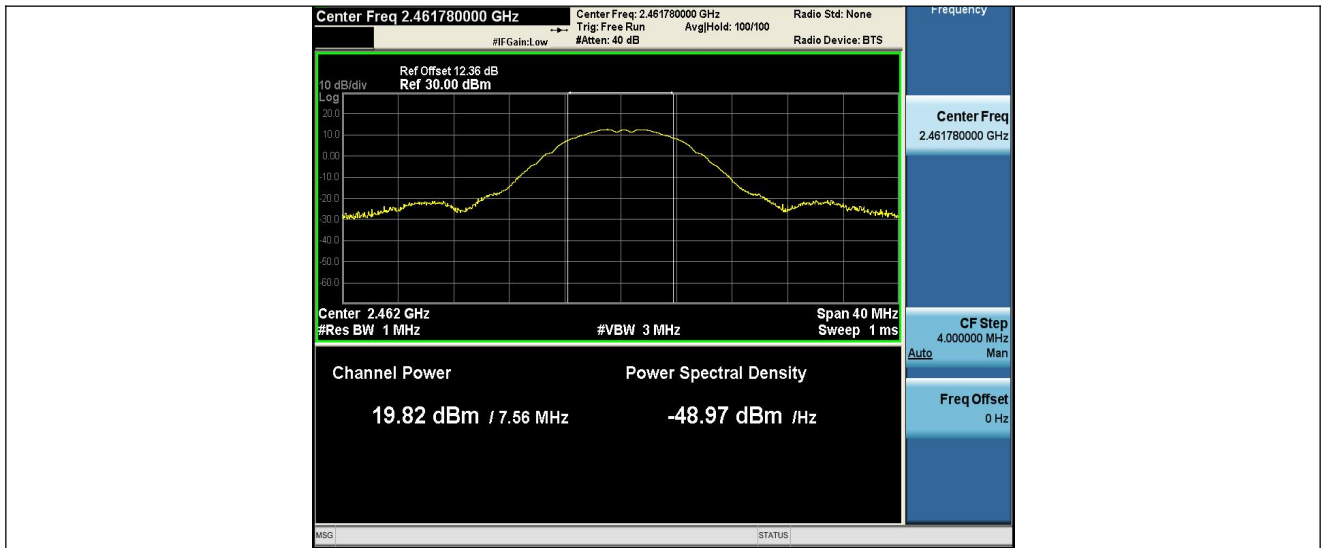 Center Freq 2.461780000 GHz
Center Freq: 2.461780000 GHz
Radio Std: None
Trig: Free Run
Avg|Hold: 100/100
#IFGain:Low
#Atten: 40 dB
Radio Device: BTS
Frequency
Ref Offset 12.36 dB
10 dB/div
Ref 30.00 dBm
Log
20.0
10.0
0.00
-10.0
-20.0
-30.0
-40.0
-50.0
-60.0
Center 2.462 GHz
Span 40 MHz
#Res BW 1 MHz
#VBW 3 MHz
Sweep 1 ms
Channel Power
Power Spectral Density
19.82 dBm / 7.56 MHz
-48.97 dBm /Hz
Center Freq
2.461780000 GHz
CF Step
4.000000 MHz
Auto Man
Freq Offset
0 Hz
MSG
STATUS